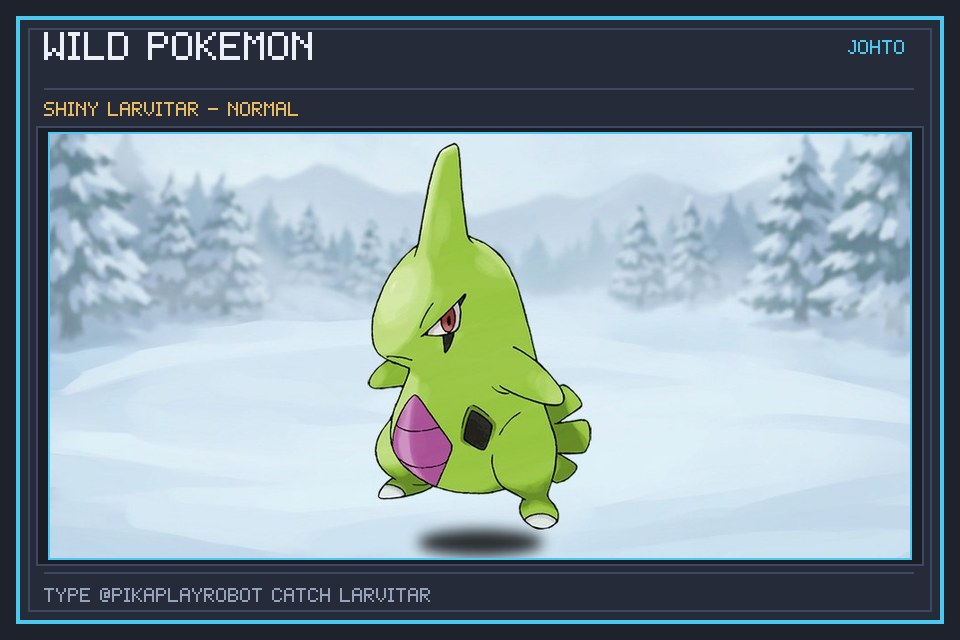 WILD POKEMON
JOHTO
SHINY LARVITAR - NORMAL
TYPE @PIKAPLAYROBOT CATCH LARVITAR